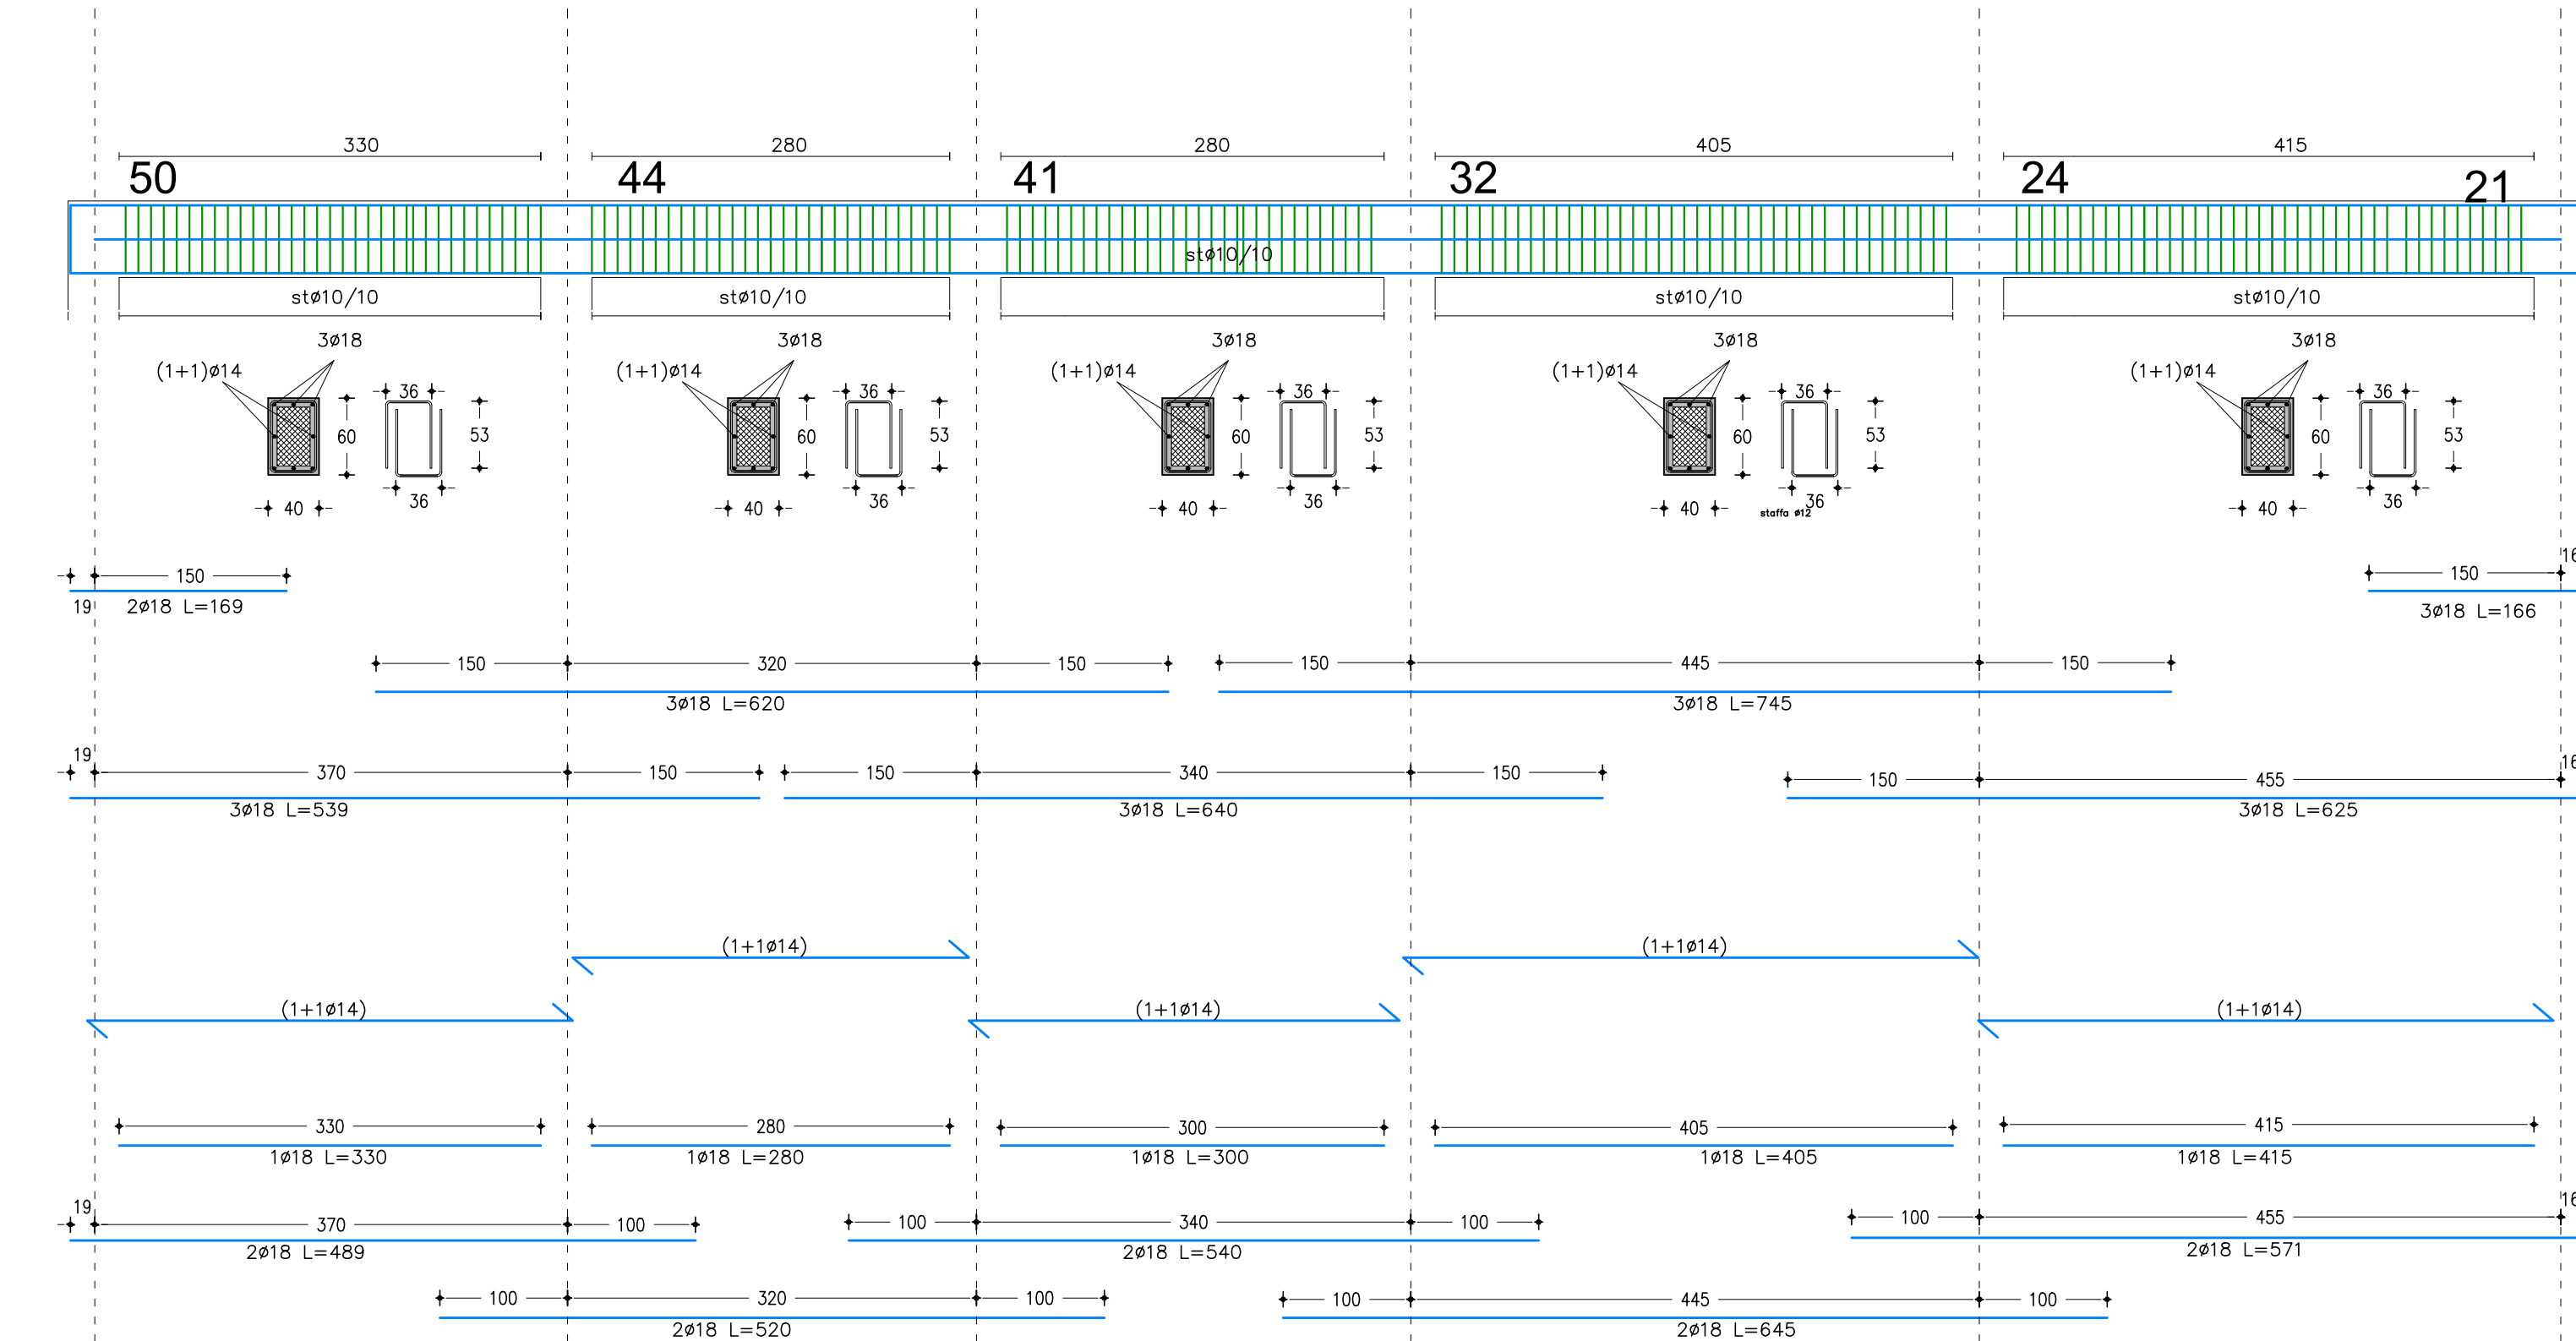 330 280 280 405 415
50 44 41 32 24 21
stø10/10
stø10/10 stø10/10 stø10/10 stø10/10
3ø18 3ø18 3ø18 3ø18 3ø18
(1+1)ø14 (1+1)ø14 (1+1)ø14 (1+1)ø14 (1+1)ø14
36 36 36 36 36
60 53 60 53 60 53 60 53 60 53
36 36 36 36 36
40 40 40 40 40
staffa ø12
16
150 150
19 2ø18 L=169 3ø18 L=166
150 320 150 150 445 150
3ø18 L=620 3ø18 L=745
19 16
370 150 150 340 150 150 455
3ø18 L=539 3ø18 L=640 3ø18 L=625
(1+1ø14) (1+1ø14)
(1+1ø14) (1+1ø14) (1+1ø14)
330 280 300 405 415
1ø18 L=330 1ø18 L=280 1ø18 L=300 1ø18 L=405 1ø18 L=415
19 16
370 100 100 340 100 100 455
2ø18 L=489 2ø18 L=540 2ø18 L=571
100 320 100 100 445 100
2ø18 L=520 2ø18 L=645